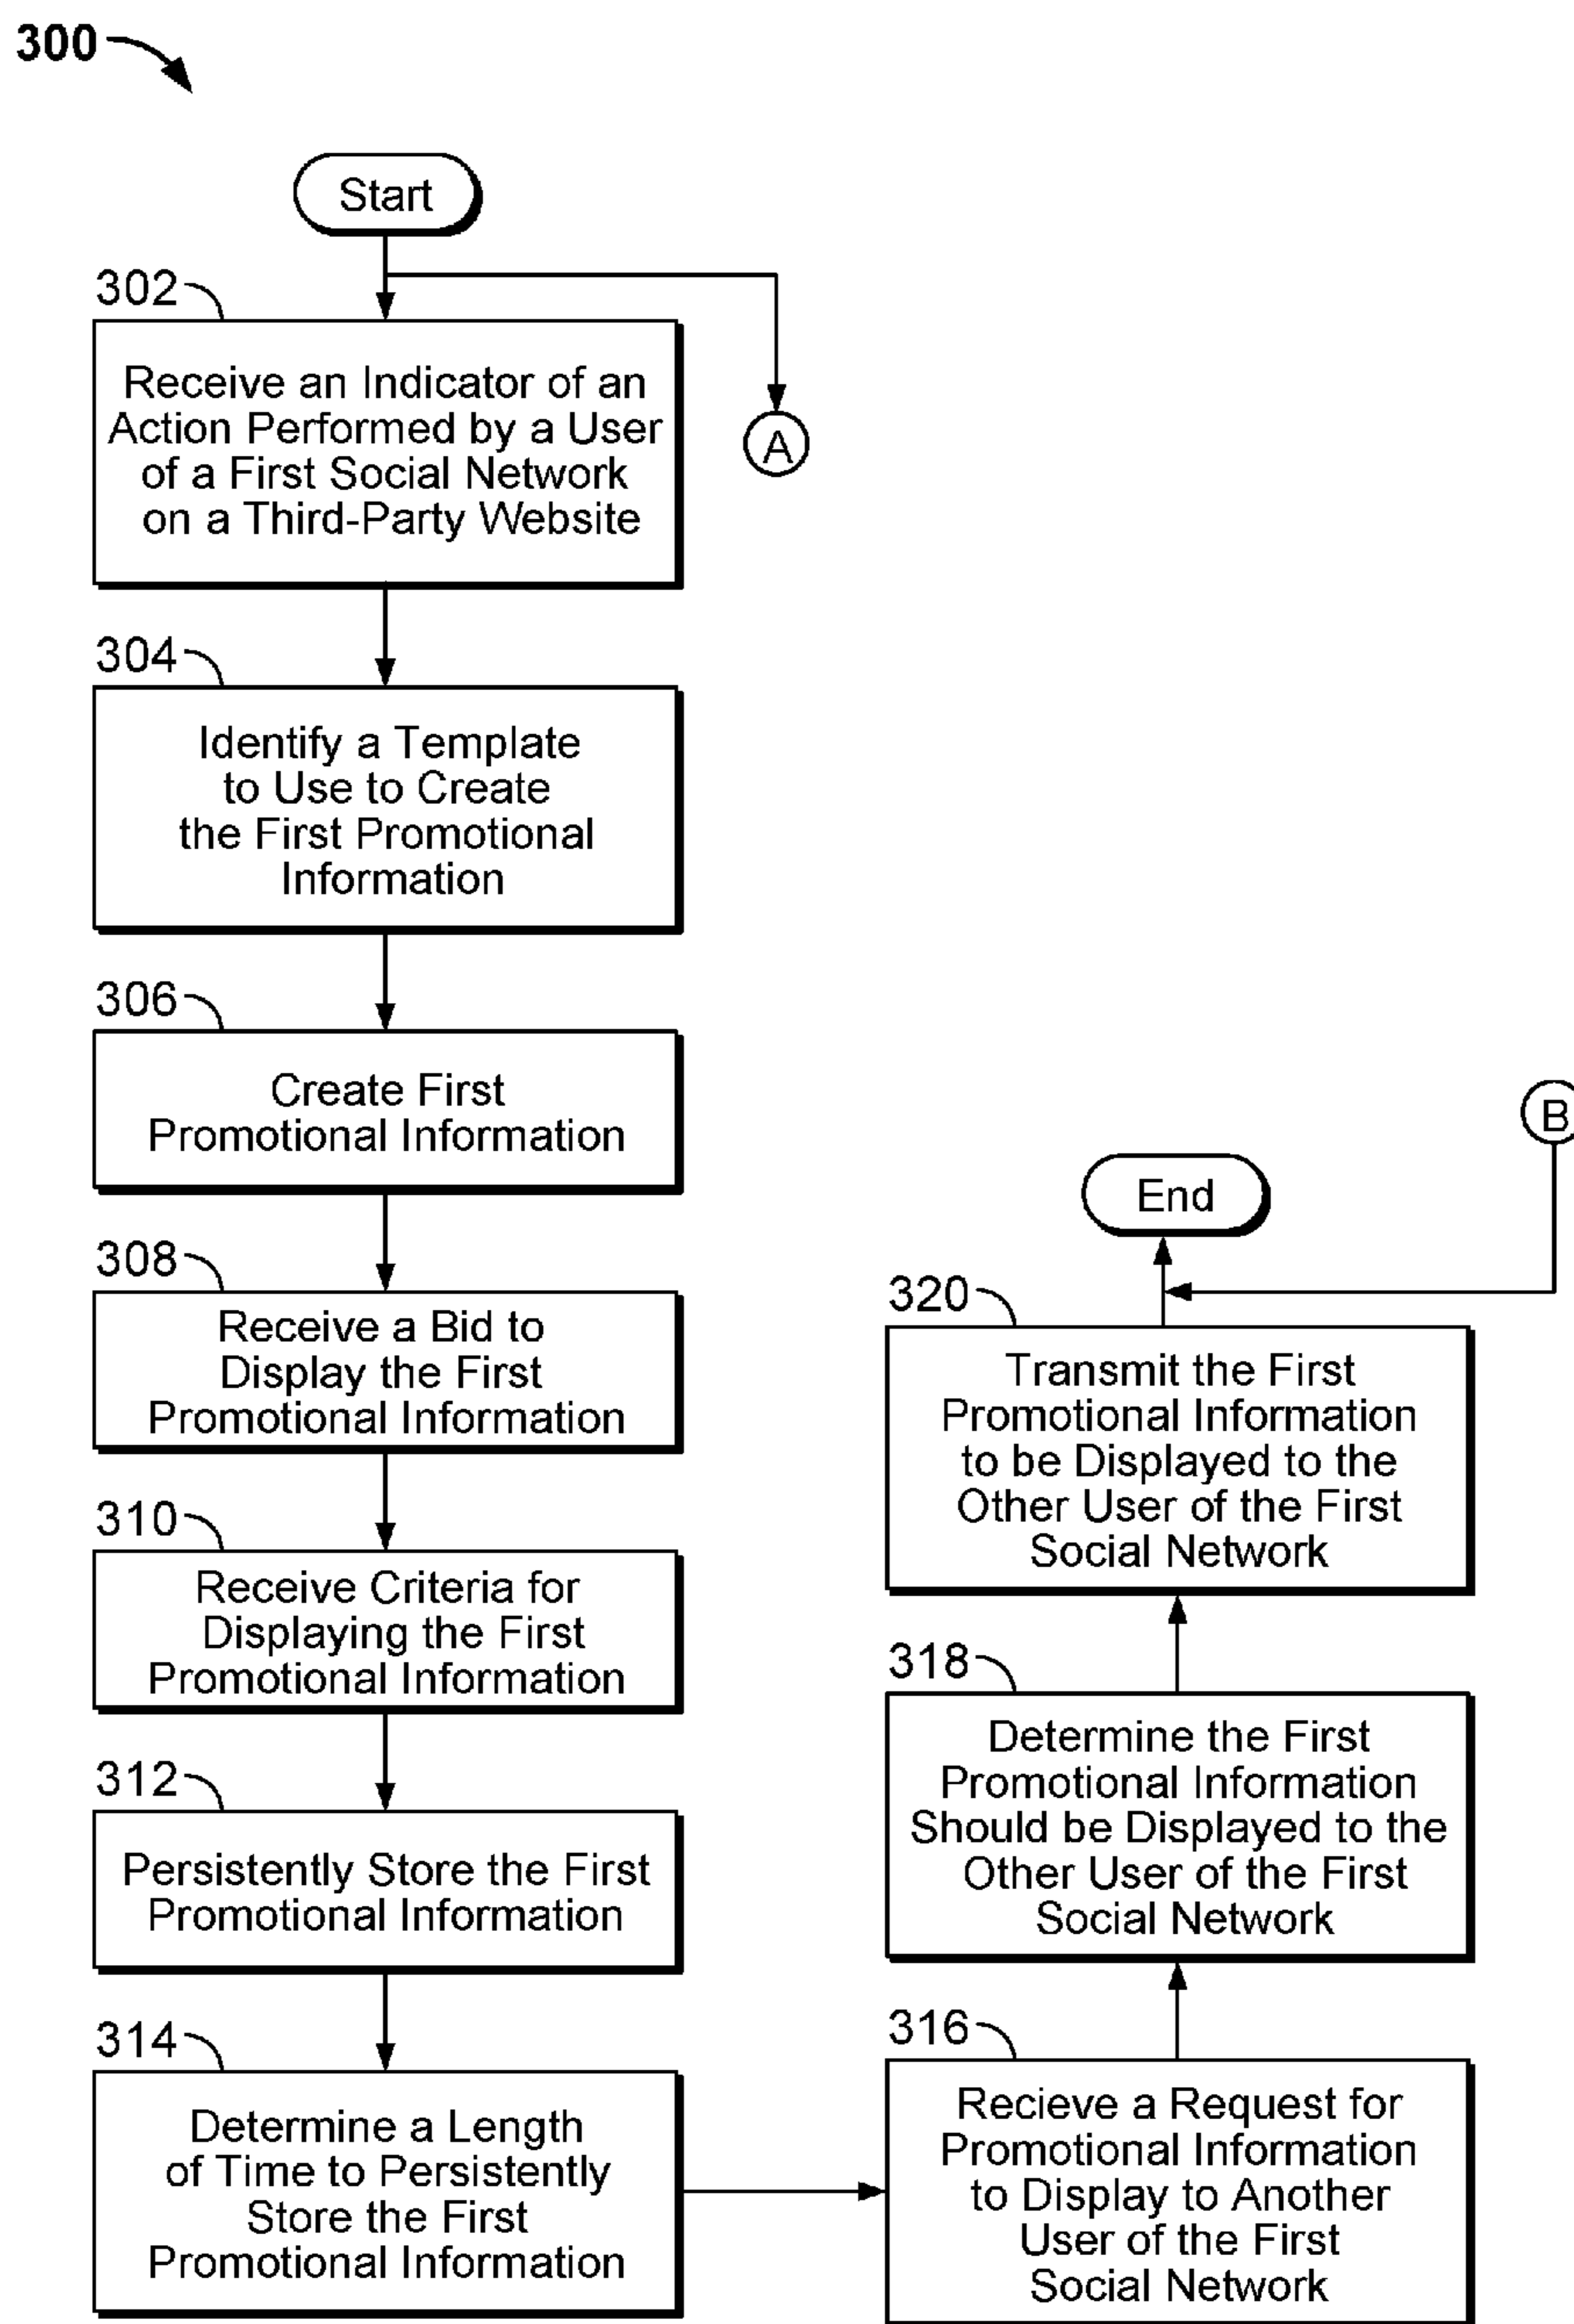 300
Start
302
Receive an Indicator of an
Action Performed by a User
of a First Social Network
on a Third-Party Website
A
304
Identify a Template
to Use to Create
the First Promotional
Information
306
Create First
Promotional Information
308
Receive a Bid to
Display the First
Promotional Information
310
Receive Criteria for
Displaying the First
Promotional Information
312
Persistently Store the First
Promotional Information
314
Determine a Length
of Time to Persistently
Store the First
Promotional Information
316
Recieve a Request for
Promotional Information
to Display to Another
User of the First
Social Network
318
Determine the First
Promotional Information
Should be Displayed to the
Other User of the First
Social Network
320
Transmit the First
Promotional Information
to be Displayed to the
Other User of the First
Social Network
End
B